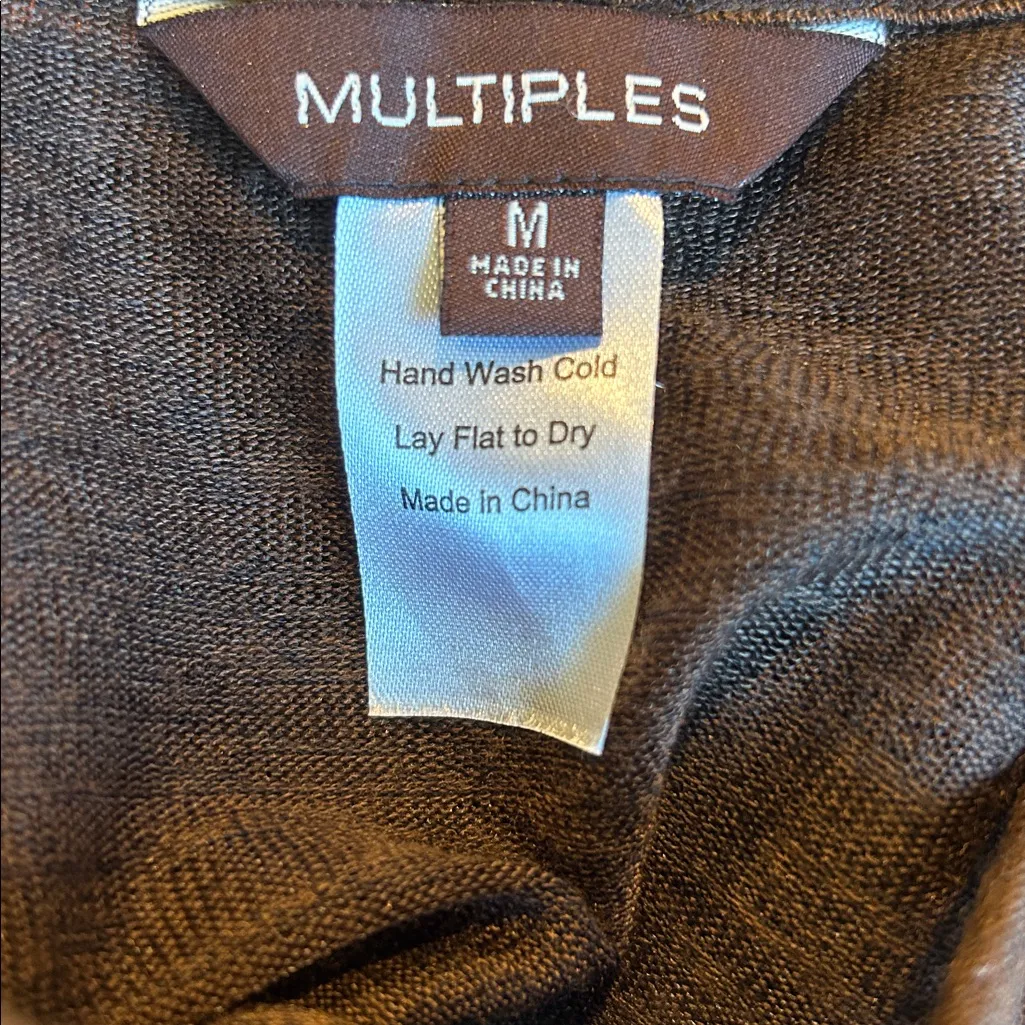 MULTIPLES
M
MADE IN
CHINA
Hand Wash Cold
Lay Flat to Dry
Made in China